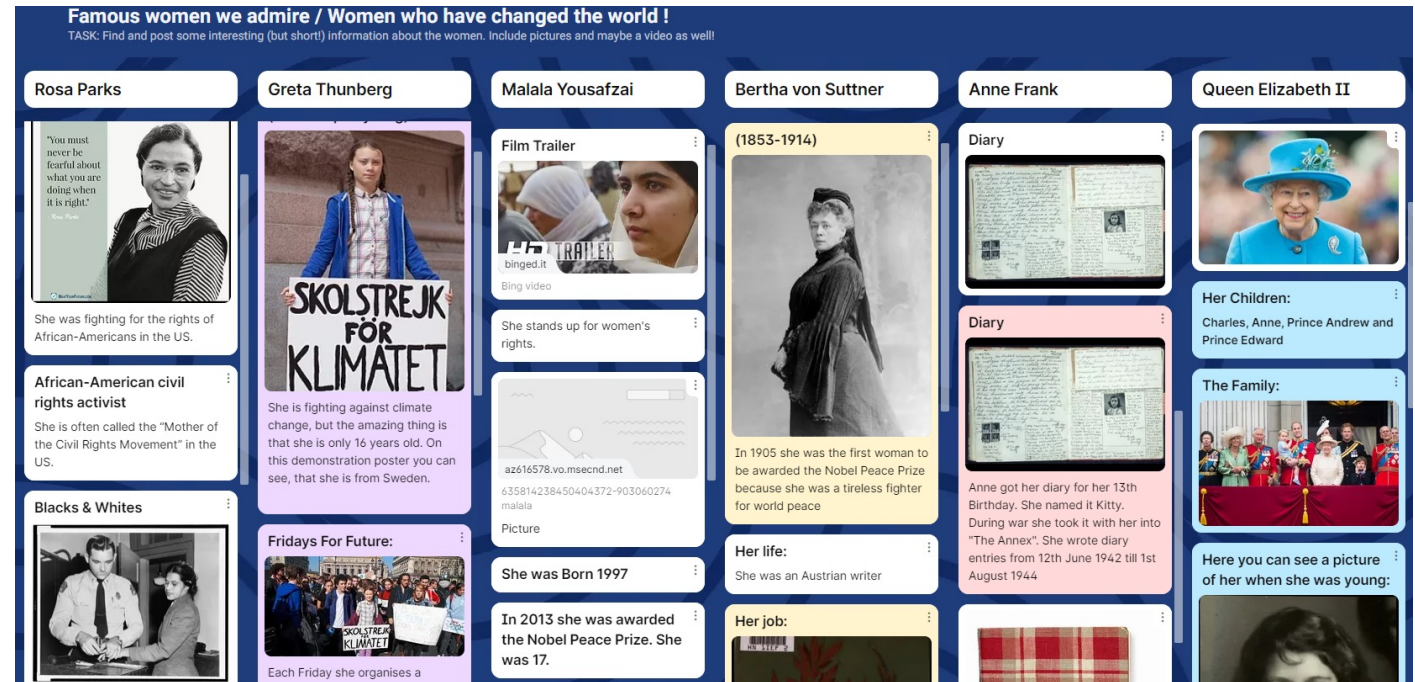 Famous women we admire / Women who have changed the world !
TASK: Find and post some interesting (but short!) information about the women. Include pictures and maybe a video as well!
Rosa Parks
"You must
never be
fearful about
what you are
doing when
it is right."
- Rosa Parks
She was fighting for the rights of
African-Americans in the US.
African-American civil
rights activist
She is often called the “Mother of
the Civil Rights Movement” in the
US.
Blacks & Whites
Greta Thunberg
SKOLSTREJK
FÖR
KLIMATET
She is fighting against climate
change, but the amazing thing is
that she is only 16 years old. On
this demonstration poster you can
see, that she is from Sweden.
Fridays For Future:
SKOLSTREJK
KLIMATET
Each Friday she organises a
Malala Yousafzai
Film Trailer
HD TRAILER
binged.it
Bing video
She stands up for women's
rights.
az616578.vo.msecnd.net
635814238450404372-903060274
malala
Picture
She was Born 1997
In 2013 she was awarded
the Nobel Peace Prize. She
was 17.
Bertha von Suttner
(1853-1914)
In 1905 she was the first woman to
be awarded the Nobel Peace Prize
because she was a tireless fighter
for world peace
Her life:
She was an Austrian writer
Her job:
Anne Frank
Diary
Diary
Anne got her diary for her 13th
Birthday. She named it Kitty.
During war she took it with her into
"The Annex". She wrote diary
entries from 12th June 1942 till 1st
August 1944
Queen Elizabeth II
Her Children:
Charles, Anne, Prince Andrew and
Prince Edward
The Family:
Here you can see a picture
of her when she was young: